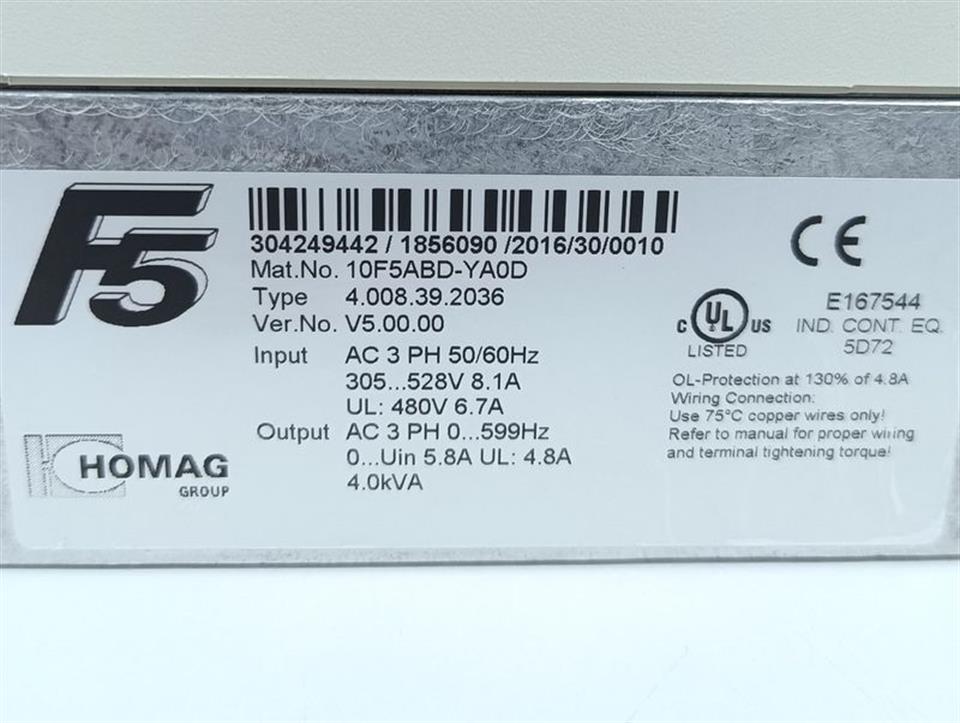 F5
304249442 / 1856090 /2016/30/0010
Mat.No. 10F5ABD-YA0D
Type 4.008.39.2036
Ver.No. V5.00.00
Input AC 3 PH 50/60Hz
305...528V 8.1A
UL: 480V 6.7A
Output AC 3 PH 0...599Hz
0...Uin 5.8A UL: 4.8A
4.0kVA
HOMAG
GROUP
CE
C UL US
LISTED
E167544
IND. CONT. EQ.
5D72
OL-Protection at 130% of 4.8A
Wiring Connection:
Use 75°C copper wires only!
Refer to manual for proper wiring
and terminal tightening torque!